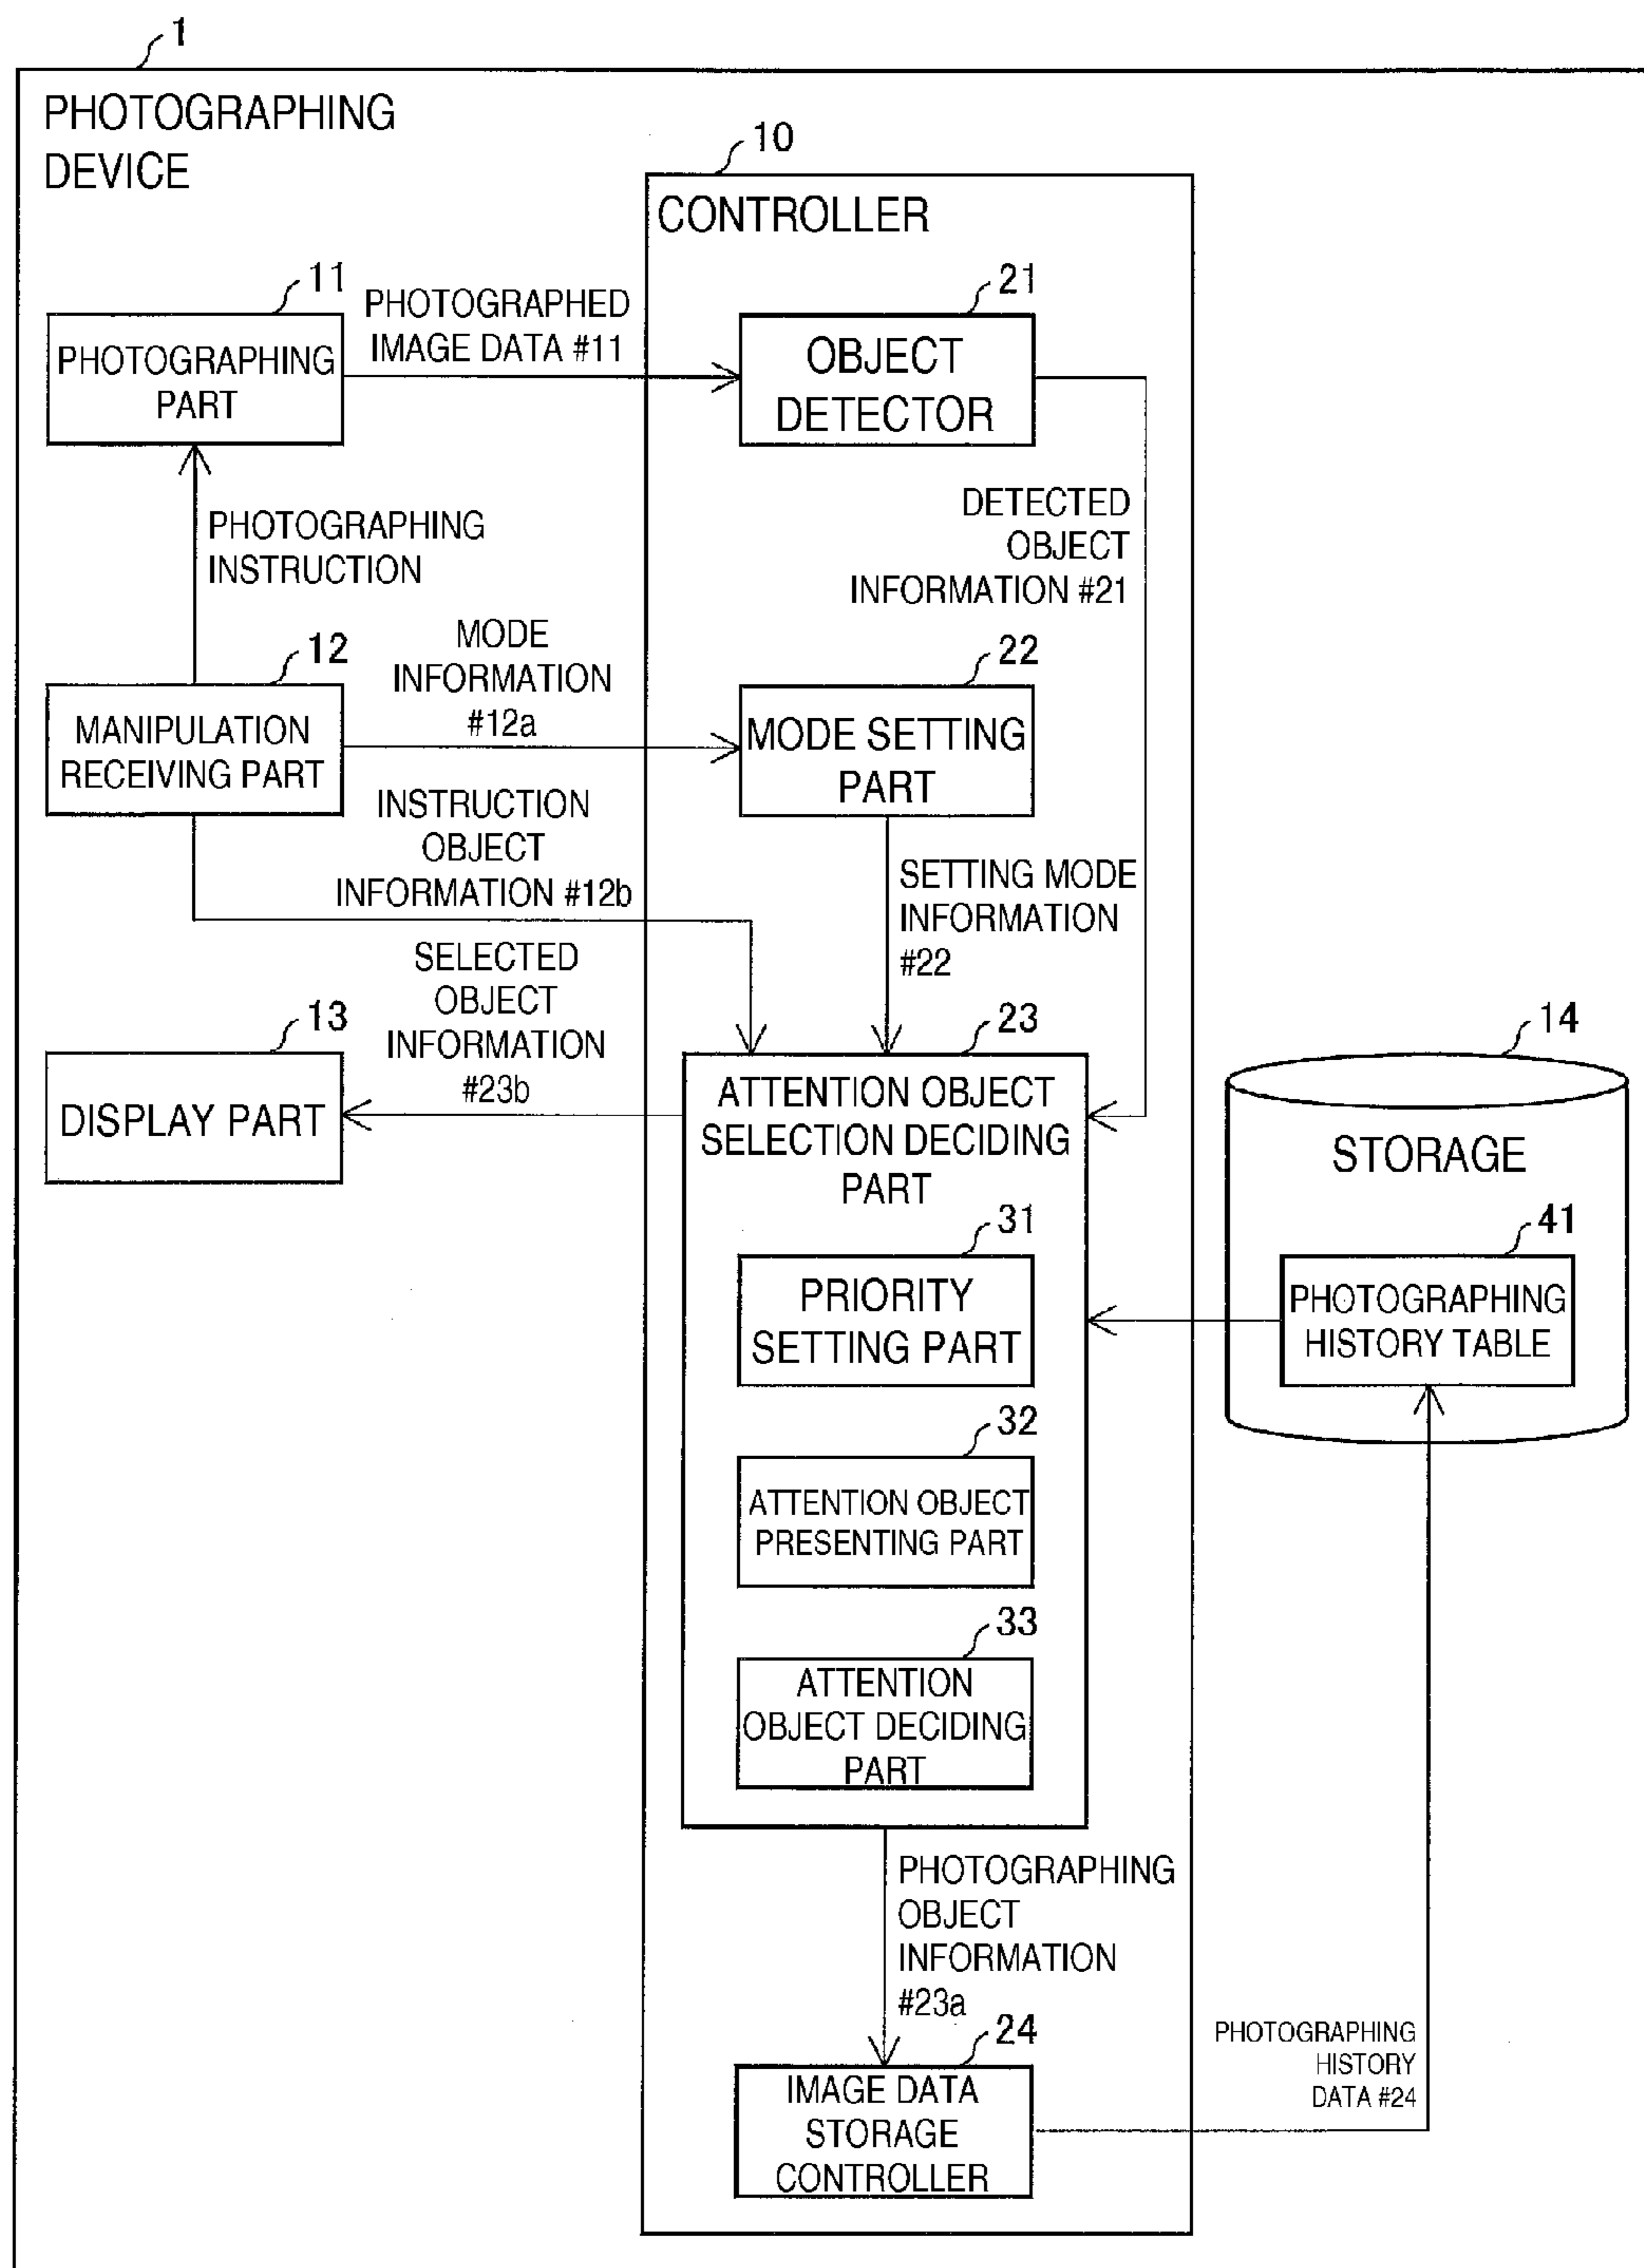 1
PHOTOGRAPHING
DEVICE
10
CONTROLLER
11
PHOTOGRAPHING
PART
PHOTOGRAPHED
IMAGE DATA #11
21
OBJECT
DETECTOR
PHOTOGRAPHING
INSTRUCTION
DETECTED
OBJECT
INFORMATION #21
12
MANIPULATION
RECEIVING PART
MODE
INFORMATION
#12a
22
MODE SETTING
PART
INSTRUCTION
OBJECT
INFORMATION #12b
SETTING MODE
INFORMATION
#22
SELECTED
OBJECT
INFORMATION
#23b
13
DISPLAY PART
23
ATTENTION OBJECT
SELECTION DECIDING
PART
14
STORAGE
31
PRIORITY
SETTING PART
41
PHOTOGRAPHING
HISTORY TABLE
32
ATTENTION OBJECT
PRESENTING PART
33
ATTENTION
OBJECT DECIDING
PART
PHOTOGRAPHING
OBJECT
INFORMATION
#23a
24
IMAGE DATA
STORAGE
CONTROLLER
PHOTOGRAPHING
HISTORY
DATA #24